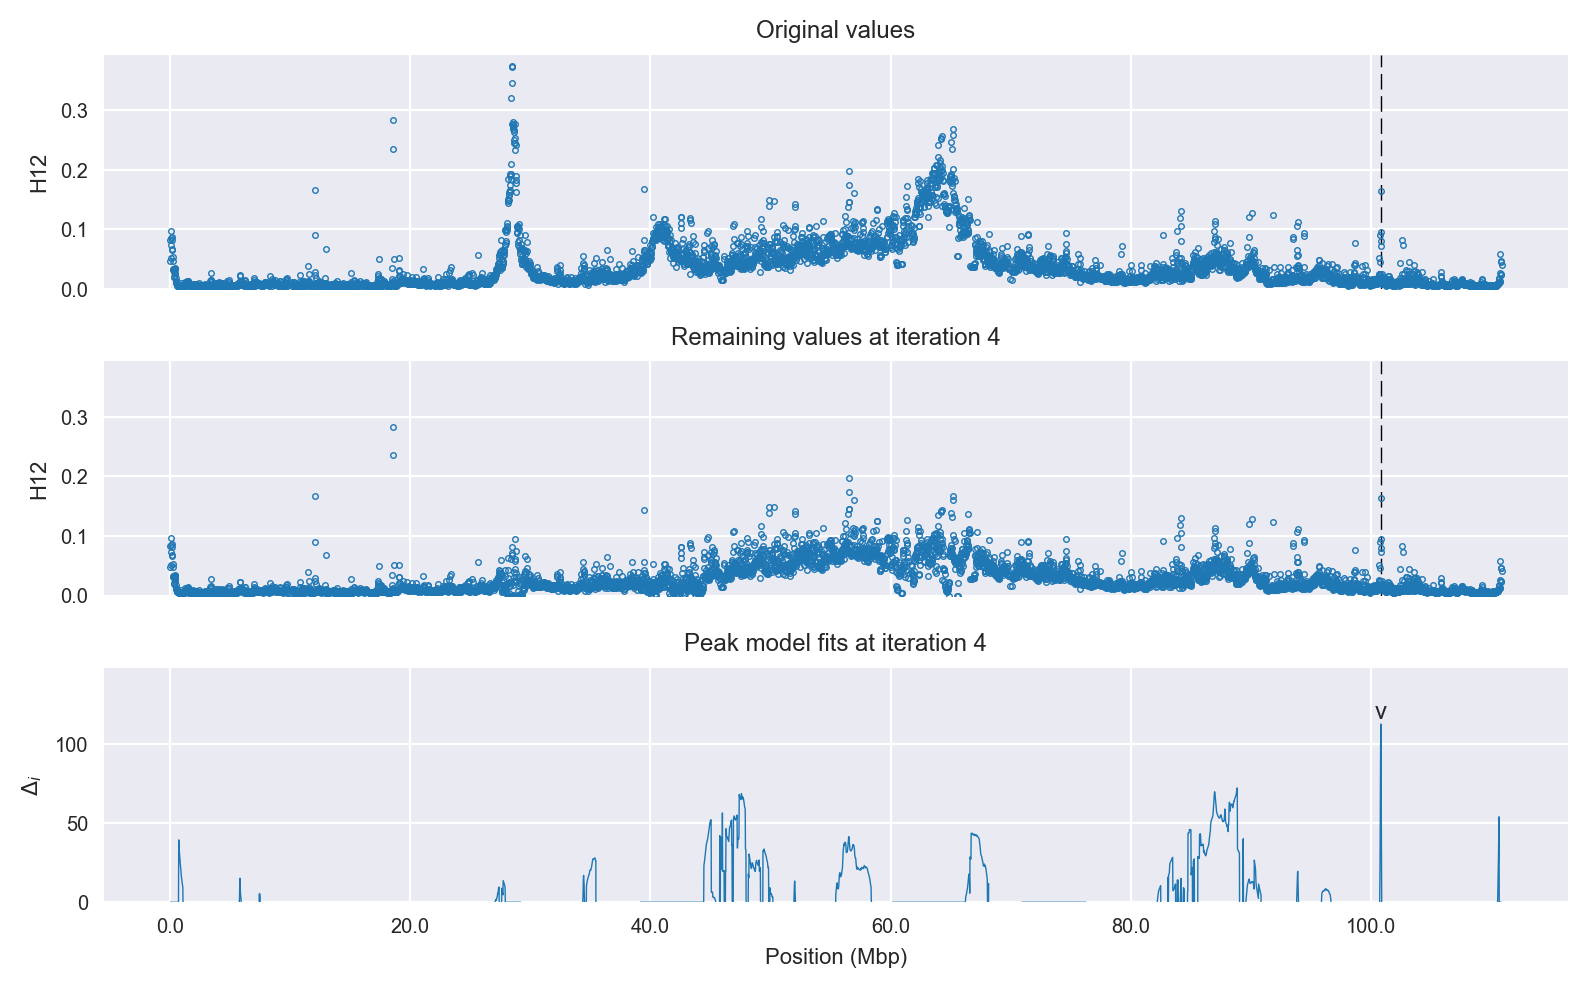 Original values
H12
0.3
0.2
0.1
0.0
Remaining values at iteration 4
H12
0.3
0.2
0.1
0.0
Peak model fits at iteration 4
v
Δi
100
50
0
0.0 20.0 40.0 60.0 80.0 100.0
Position (Mbp)